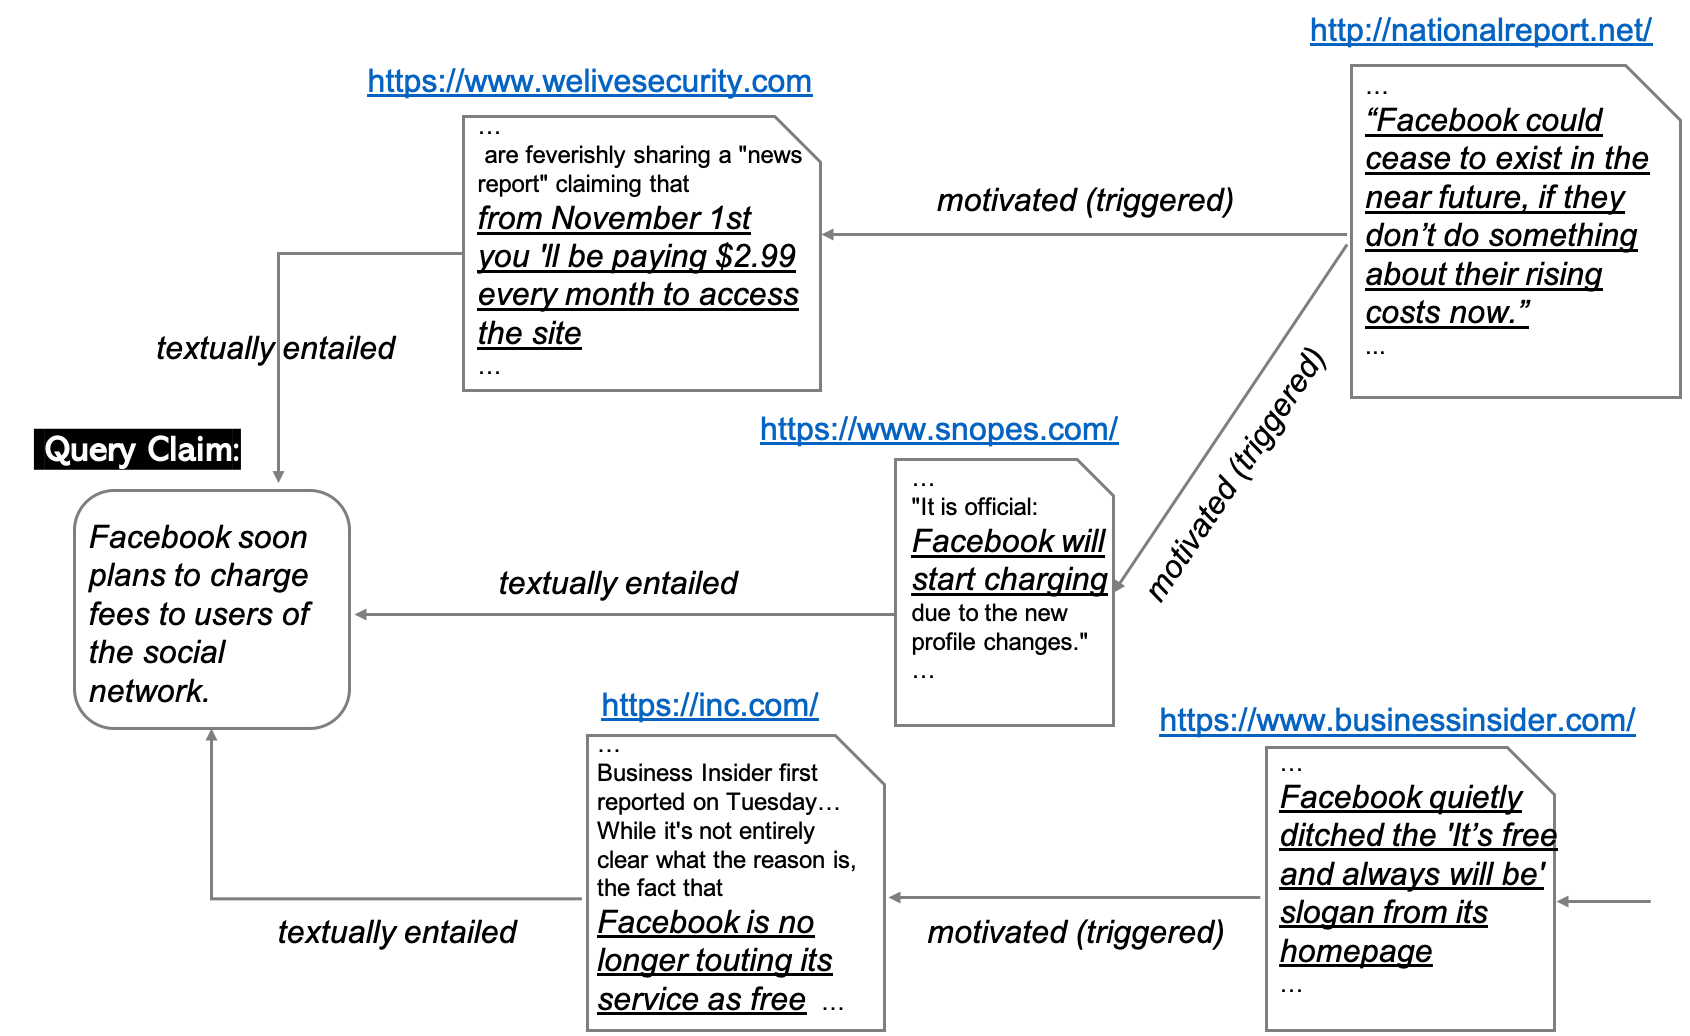 http://nationalreport.net/
…
“Facebook could
cease to exist in the
near future, if they
don’t do something
about their rising
costs now.”
...
https://www.welivesecurity.com
…
are feverishly sharing a "news
report" claiming that
from November 1st
you 'll be paying $2.99
every month to access
the site
…
motivated (triggered)
textually entailed
motivated (triggered)
https://www.snopes.com/
…
"It is official:
Facebook will
start charging
due to the new
profile changes."
…
Query Claim:
Facebook soon
plans to charge
fees to users of
the social
network.
textually entailed
https://inc.com/
…
Business Insider first
reported on Tuesday…
While it's not entirely
clear what the reason is,
the fact that
Facebook is no
longer touting its
service as free …
textually entailed
motivated (triggered)
https://www.businessinsider.com/
…
Facebook quietly
ditched the 'It’s free
and always will be'
slogan from its
homepage
…